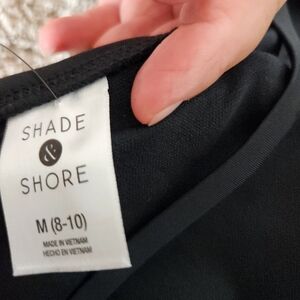 SHADE
&
SHORE
M (8-10)
MADE IN VIETNAM
HECHO EN VIETNAM